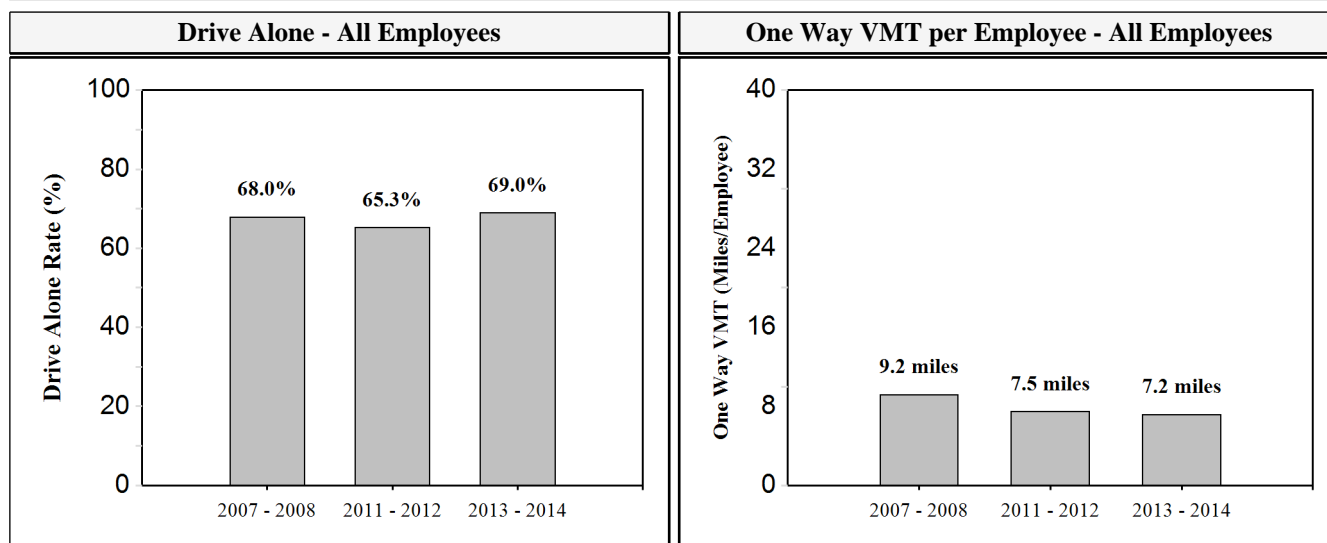 Drive Alone - All Employees
One Way VMT per Employee - All Employees
Drive Alone Rate (%)
100
80
60
40
20
0
68.0%
65.3%
69.0%
2007 - 2008
2011 - 2012
2013 - 2014
One Way VMT (Miles/Employee)
40
32
24
16
8
0
9.2 miles
7.5 miles
7.2 miles
2007 - 2008
2011 - 2012
2013 - 2014